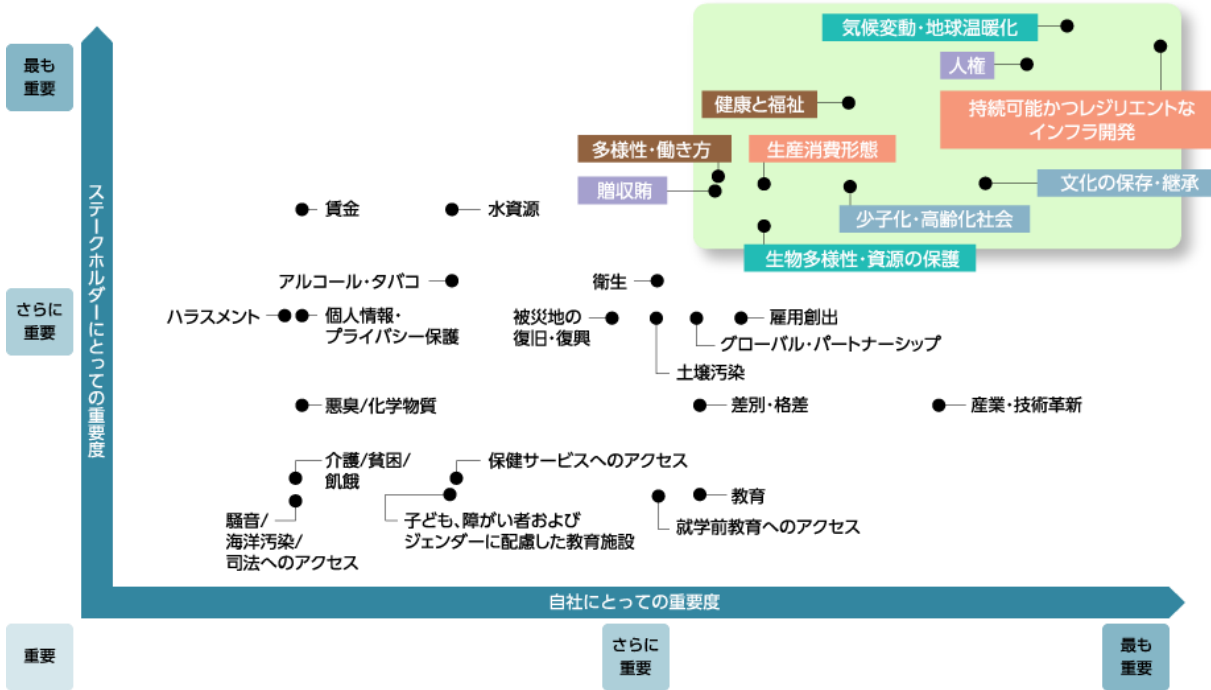 気候変動・地球温暖化
最も
重要
人権
健康と福祉
持続可能かつレジリエントな
インフラ開発
多様性・働き方
生産消費形態
贈収賄
文化の保存・継承
ステークホルダーにとっての重要度
賃金
水資源
少子化・高齢化社会
生物多様性・資源の保護
アルコール・タバコ
衛生
さらに
重要
ハラスメント
個人情報・
プライバシー保護
被災地の
復旧・復興
雇用創出
グローバル・パートナーシップ
土壌汚染
悪臭/化学物質
差別・格差
産業・技術革新
介護/貧困/
飢餓
保健サービスへのアクセス
教育
騒音/
海洋汚染/
司法へのアクセス
子ども、障がい者および
ジェンダーに配慮した教育施設
就学前教育へのアクセス
自社にとっての重要度
重要
さらに
重要
最も
重要